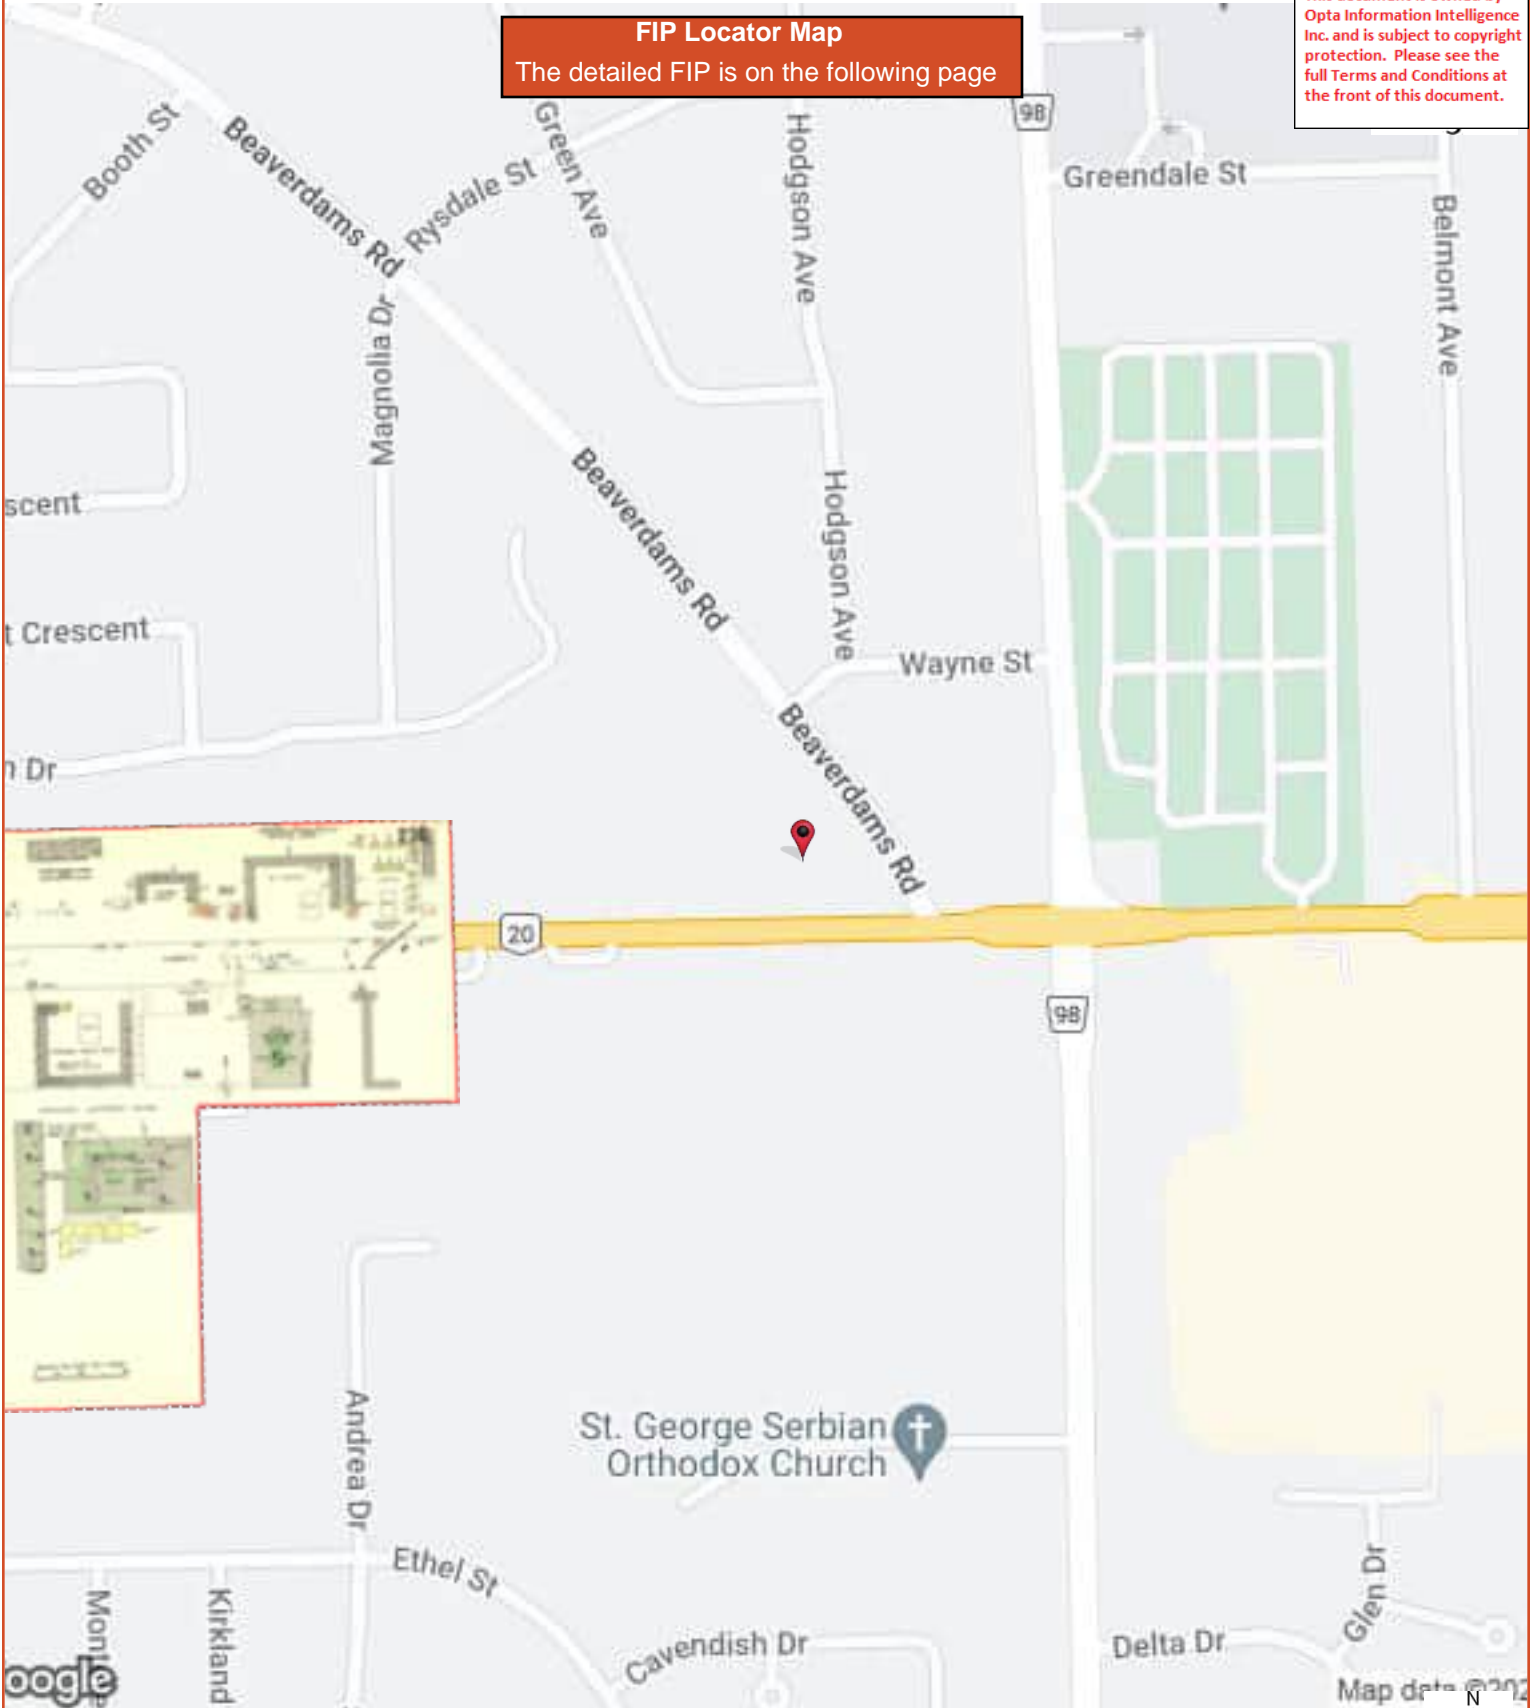 FIP Locator Map
The detailed FIP is on the following page
Opta Information Intelligence
Inc. and is subject to copyright
protection. Please see the
full Terms and Conditions at
the front of this document.
98
Booth St
Beaverdams Rd
Rysdale St
Green Ave
Hodgson Ave
Greendale St
Belmont Ave
Magnolia Dr
scent
Beaverdams Rd
Hodgson Ave
t Crescent
Wayne St
Beaverdams Rd
n Dr
20
98
St. George Serbian
Orthodox Church
Andrea Dr
Ethel St
Kirkland
Glen Dr
Cavendish Dr
Delta Dr
oogle
Map data ©202
N